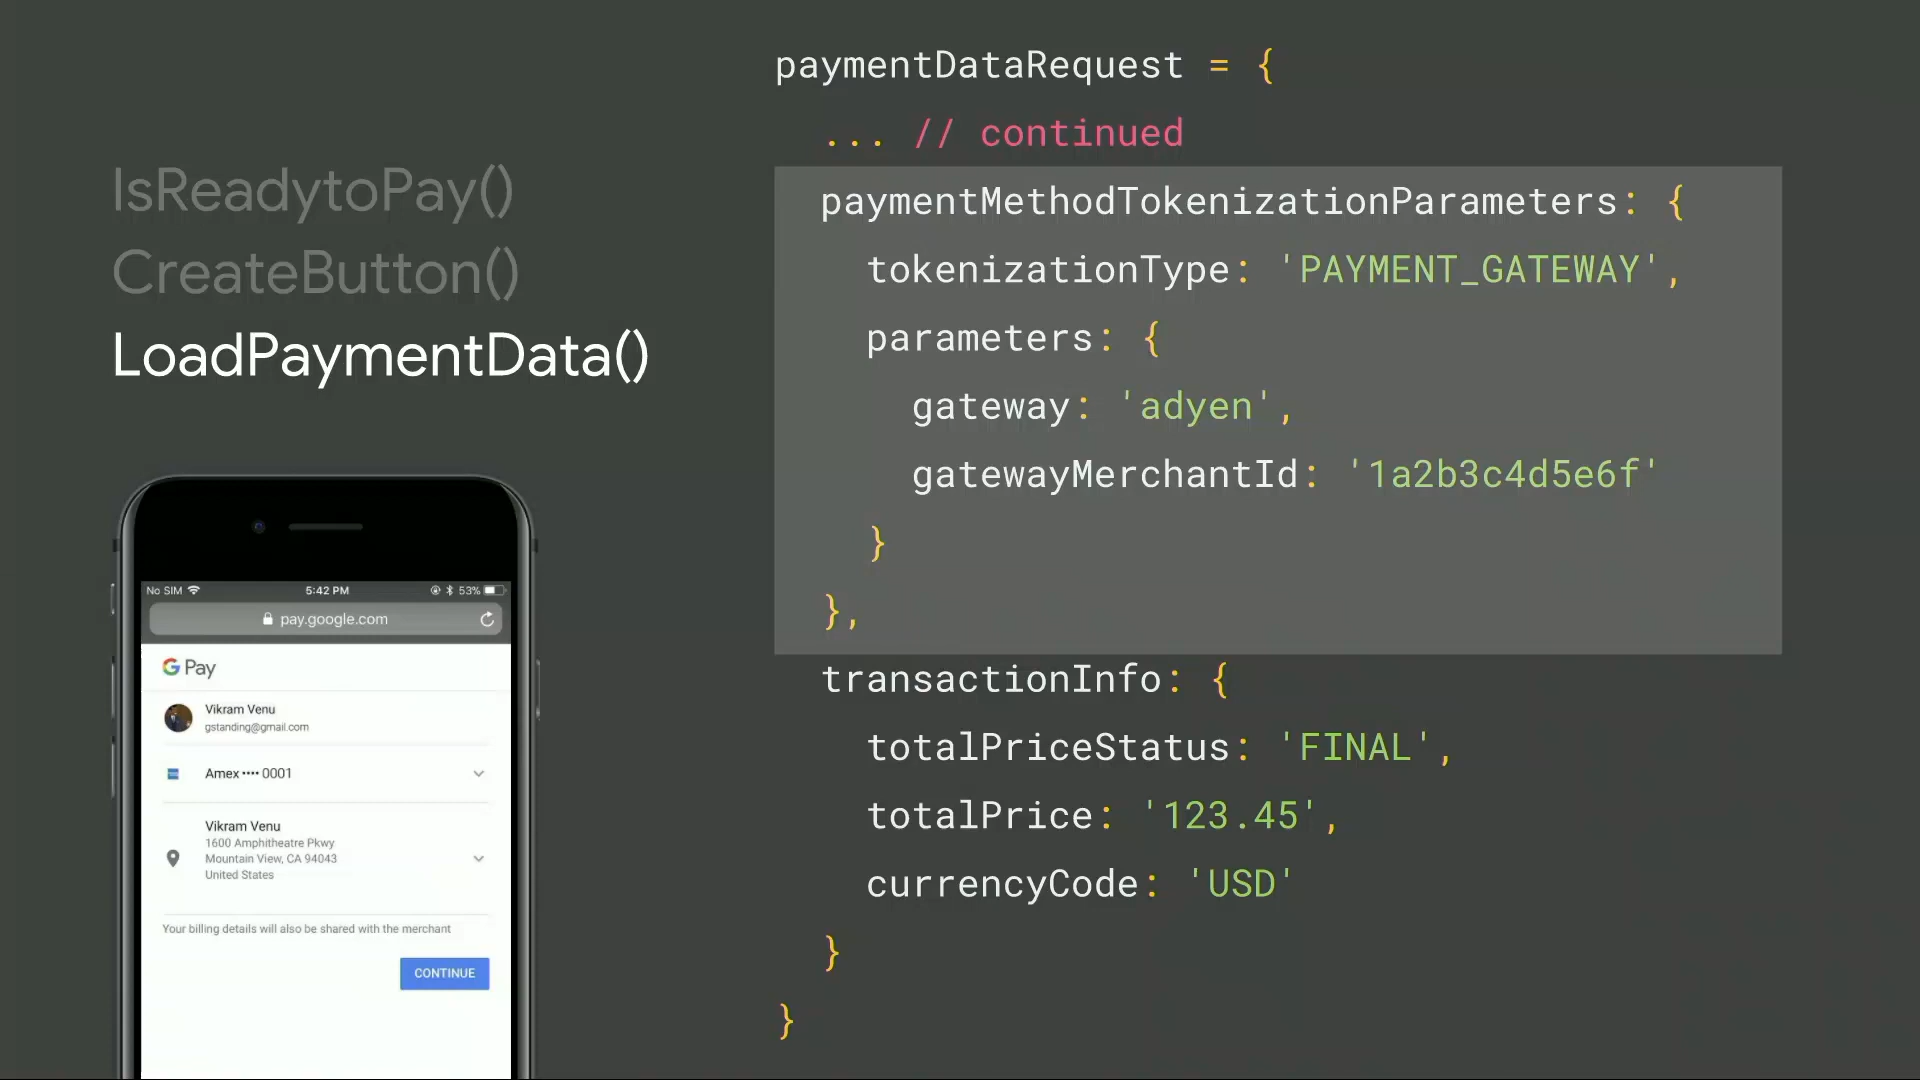 IsReadytoPay()
CreateButton()
LoadPaymentData()
No SIM 5:42 PM 53%
pay.google.com
G Pay
Vikram Venu
gstanding@gmail.com
Amex •••• 0001
Vikram Venu
1600 Amphitheatre Pkwy
Mountain View, CA 94043
United States
Your billing details will also be shared with the merchant
CONTINUE
paymentDataRequest = {
... // continued
paymentMethodTokenizationParameters: {
tokenizationType: 'PAYMENT_GATEWAY',
parameters: {
gateway: 'adyen',
gatewayMerchantId: '1a2b3c4d5e6f'
}
},
transactionInfo: {
totalPriceStatus: 'FINAL',
totalPrice: '123.45',
currencyCode: 'USD'
}
}